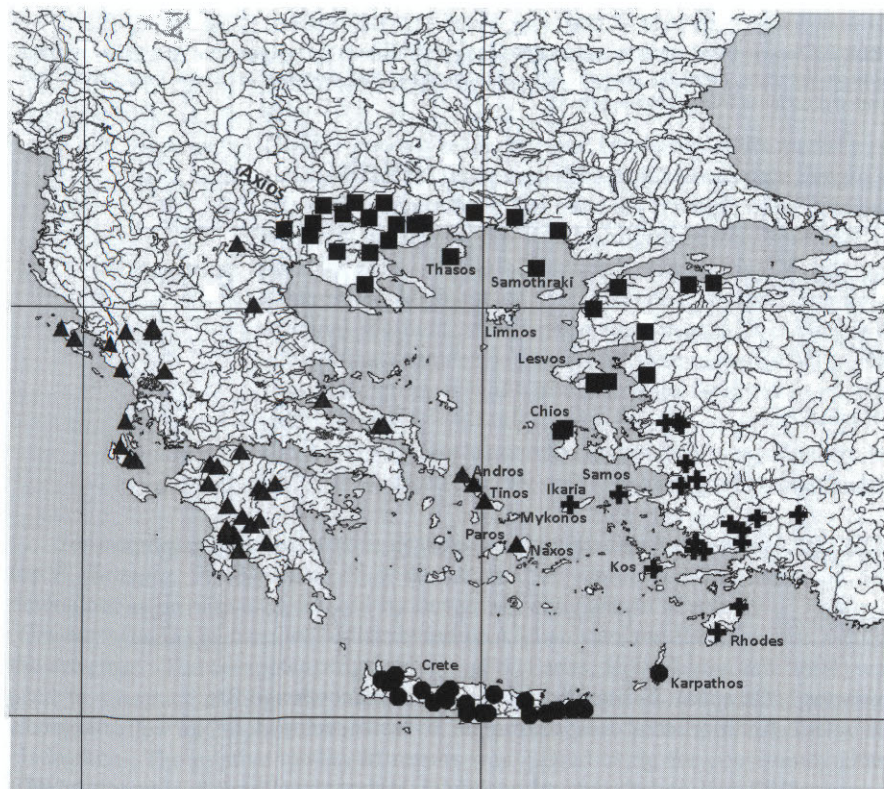 Axios
Thasos
Samothraki
Limnos
Lesvos
Chios
Andros
Samos
Ikaria
Tinos
Mykonos
Paros
Naxos
Kos
Rhodes
Crete
Karpathos